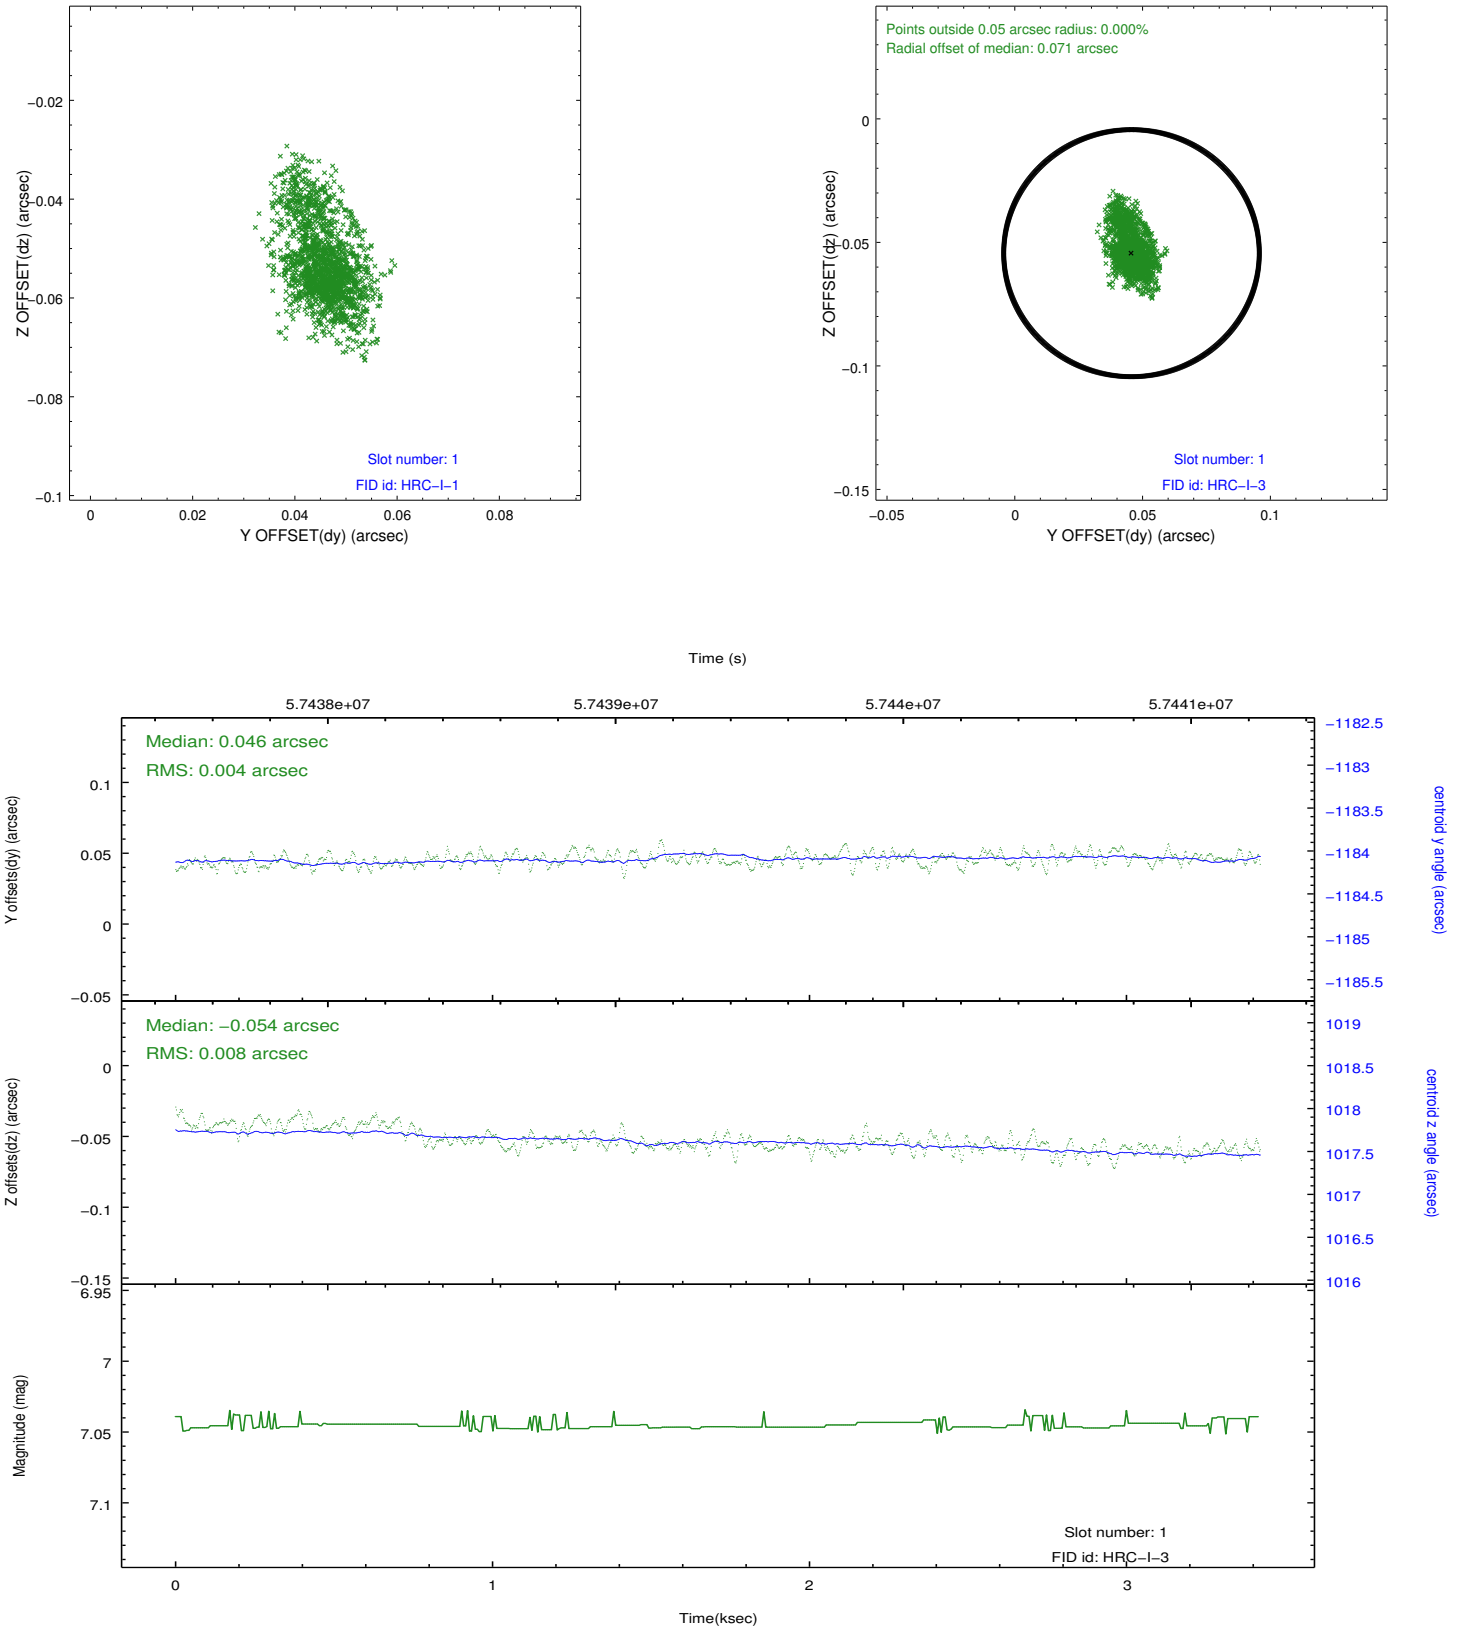 −0.02
−0.04
−0.06
−0.08
−0.1
Z OFFSET(dz) (arcsec)
Slot number: 1
FID id: HRC−I−1
0 0.02 0.04 0.06 0.08
Y OFFSET(dy) (arcsec)
Points outside 0.05 arcsec radius: 0.000%
Radial offset of median: 0.071 arcsec
0
−0.05
−0.1
−0.15
Z OFFSET(dz) (arcsec)
Slot number: 1
FID id: HRC−I−3
−0.05 0 0.05 0.1
Y OFFSET(dy) (arcsec)
Time (s)
5.7438e+07 5.7439e+07 5.744e+07 5.7441e+07
Median: 0.046 arcsec
RMS: 0.004 arcsec
0.1
0.05
0
−0.05
Y offsets(dy) (arcsec)
−1182.5
−1183
−1183.5
−1184
−1184.5
−1185
−1185.5
centroid y angle (arcsec)
Median: −0.054 arcsec
RMS: 0.008 arcsec
0
−0.05
−0.1
−0.15
Z offsets(dz) (arcsec)
1019
1018.5
1018
1017.5
1017
1016.5
1016
centroid z angle (arcsec)
6.95
7
7.05
7.1
Magnitude (mag)
Slot number: 1
FID id: HRC−I−3
0 1 2 3
Time(ksec)